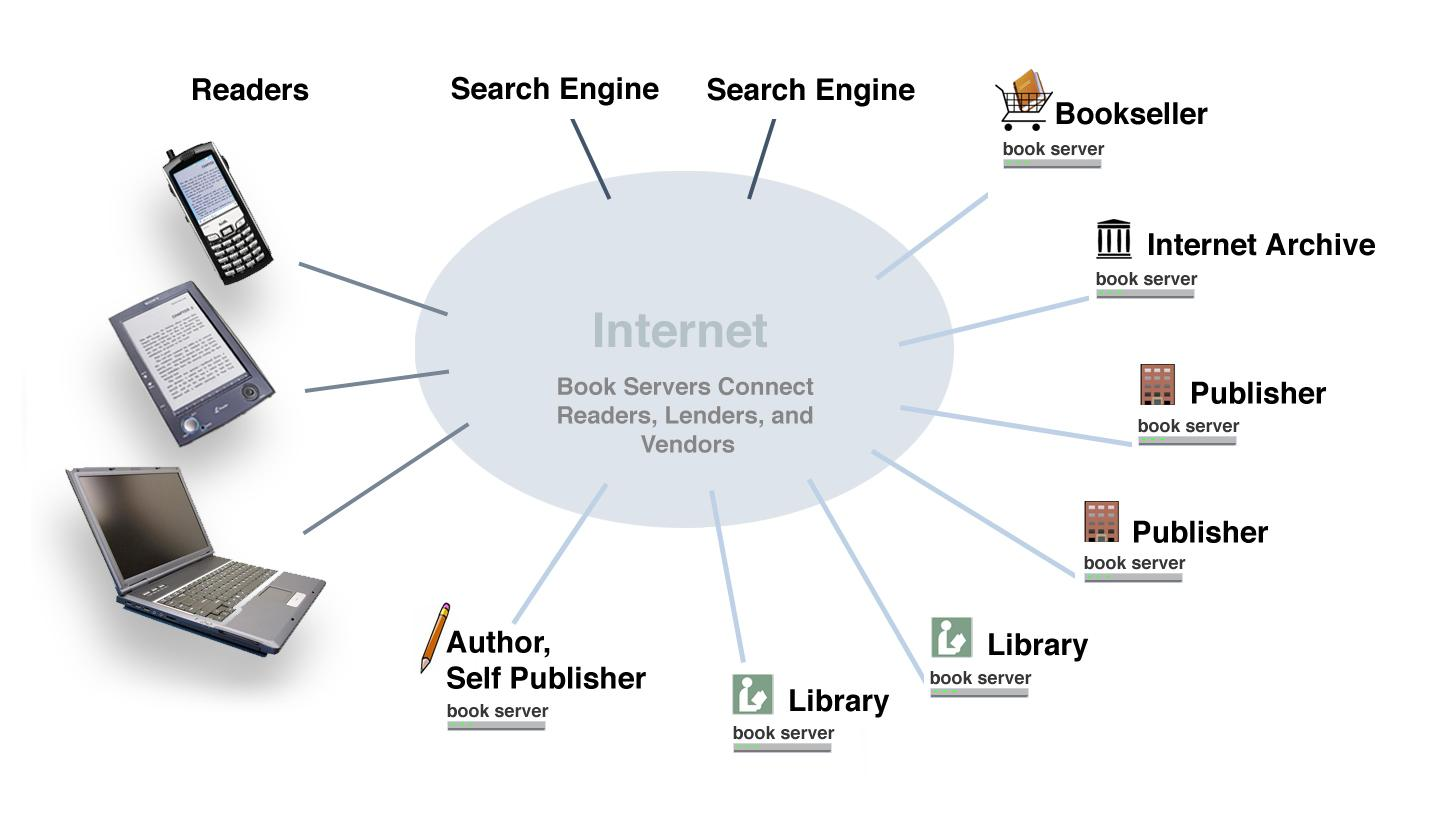 Readers
Search Engine
Search Engine
Bookseller
book server
Internet Archive
book server
Internet
Book Servers Connect
Readers, Lenders, and
Vendors
Publisher
book server
Publisher
book server
Library
book server
Author,
Self Publisher
book server
Library
book server